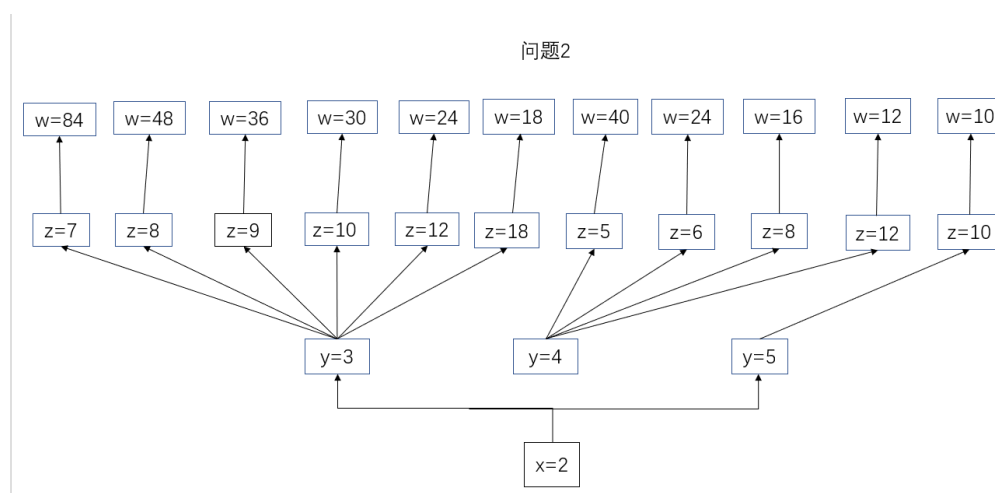 问题2
w=84 w=48 w=36 w=30 w=24 w=18 w=40 w=24 w=16 w=12 w=10
z=7 z=8 z=9 z=10 z=12 z=18 z=5 z=6 z=8 z=12 z=10
y=3 y=4 y=5
x=2